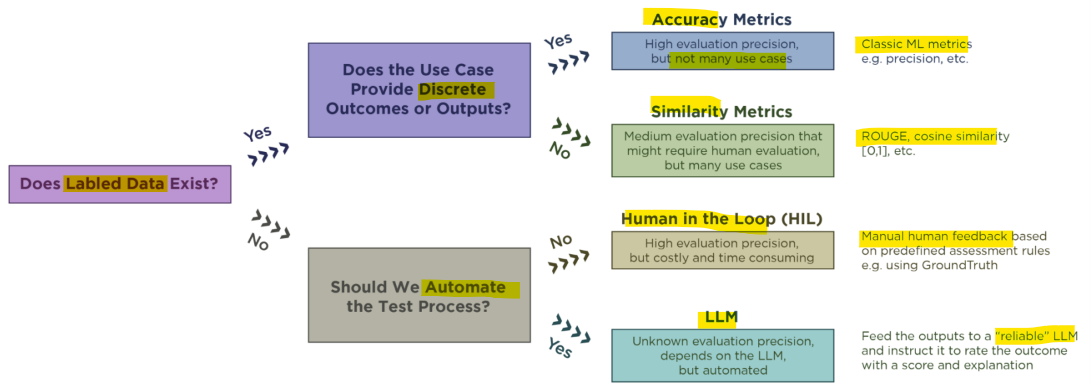 Does Labled Data Exist?
Yes
No
Does the Use Case
Provide Discrete
Outcomes or Outputs?
Yes
No
Accuracy Metrics
High evaluation precision,
but not many use cases
Classic ML metrics
e.g. precision, etc.
Similarity Metrics
Medium evaluation precision that
might require human evaluation,
but many use cases
ROUGE, cosine similarity
[0,1], etc.
Should We Automate
the Test Process?
No
Yes
Human in the Loop (HIL)
High evaluation precision,
but costly and time consuming
Manual human feedback based
on predefined assessment rules
e.g. using GroundTruth
LLM
Unknown evaluation precision,
depends on the LLM,
but automated
Feed the outputs to a “reliable” LLM
and instruct it to rate the outcome
with a score and explanation